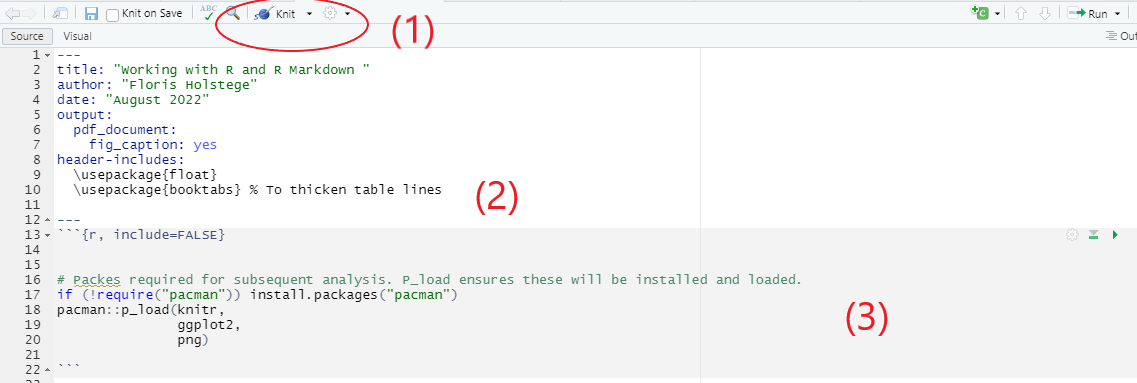 Knit on Save ABC Knit Run
(1)
Source Visual Out
1 ---
2 title: "Working with R and R Markdown "
3 author: "Floris Holstege"
4 date: "August 2022"
5 output:
6 pdf_document:
7 fig_caption: yes
8 header-includes:
9 \usepackage{float}
10 \usepackage{booktabs} % To thicken table lines
(2)
11
12 ---
13 ```{r, include=FALSE}
14
15
16 # Packes required for subsequent analysis. P_load ensures these will be installed and loaded.
17 if (!require("pacman")) install.packages("pacman")
18 pacman::p_load(knitr,
19 ggplot2,
(3)
20 png)
21
22 ```